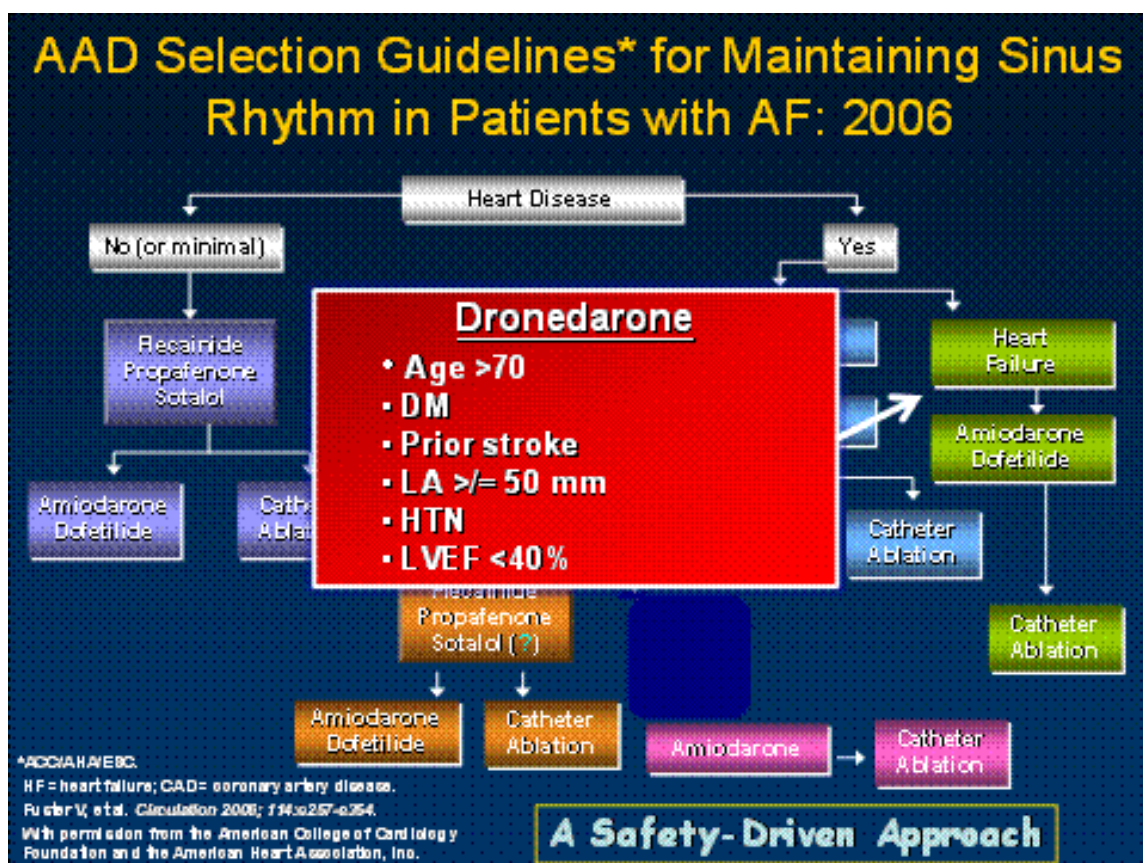 AAD Selection Guidelines* for Maintaining Sinus
Rhythm in Patients with AF: 2006
Heart Disease
No (or minimal)
Yes
Flecainide
Propafenone
Sotalol
Amiodarone
Dofetilide
Dronedarone
• Age >70
▪ DM
▪ Prior stroke
▪ LA >/= 50 mm
▪ HTN
▪ LVEF <40%
Heart
Failure
Amiodarone
Dofetilide
Catheter
Ablation
Catheter
Ablation
Propafenone
Sotalol (?)
Amiodarone
Dofetilide
Catheter
Ablation
Amiodarone
Catheter
Ablation
*ACC/AHA/ESC.
HF = heart failure; CAD = coronary artery disease.
Fuster V, et al. Circulation 2006; 114:e257-e354.
With permission from the American College of Cardiology
Foundation and the American Heart Association, Inc.
A Safety-Driven Approach